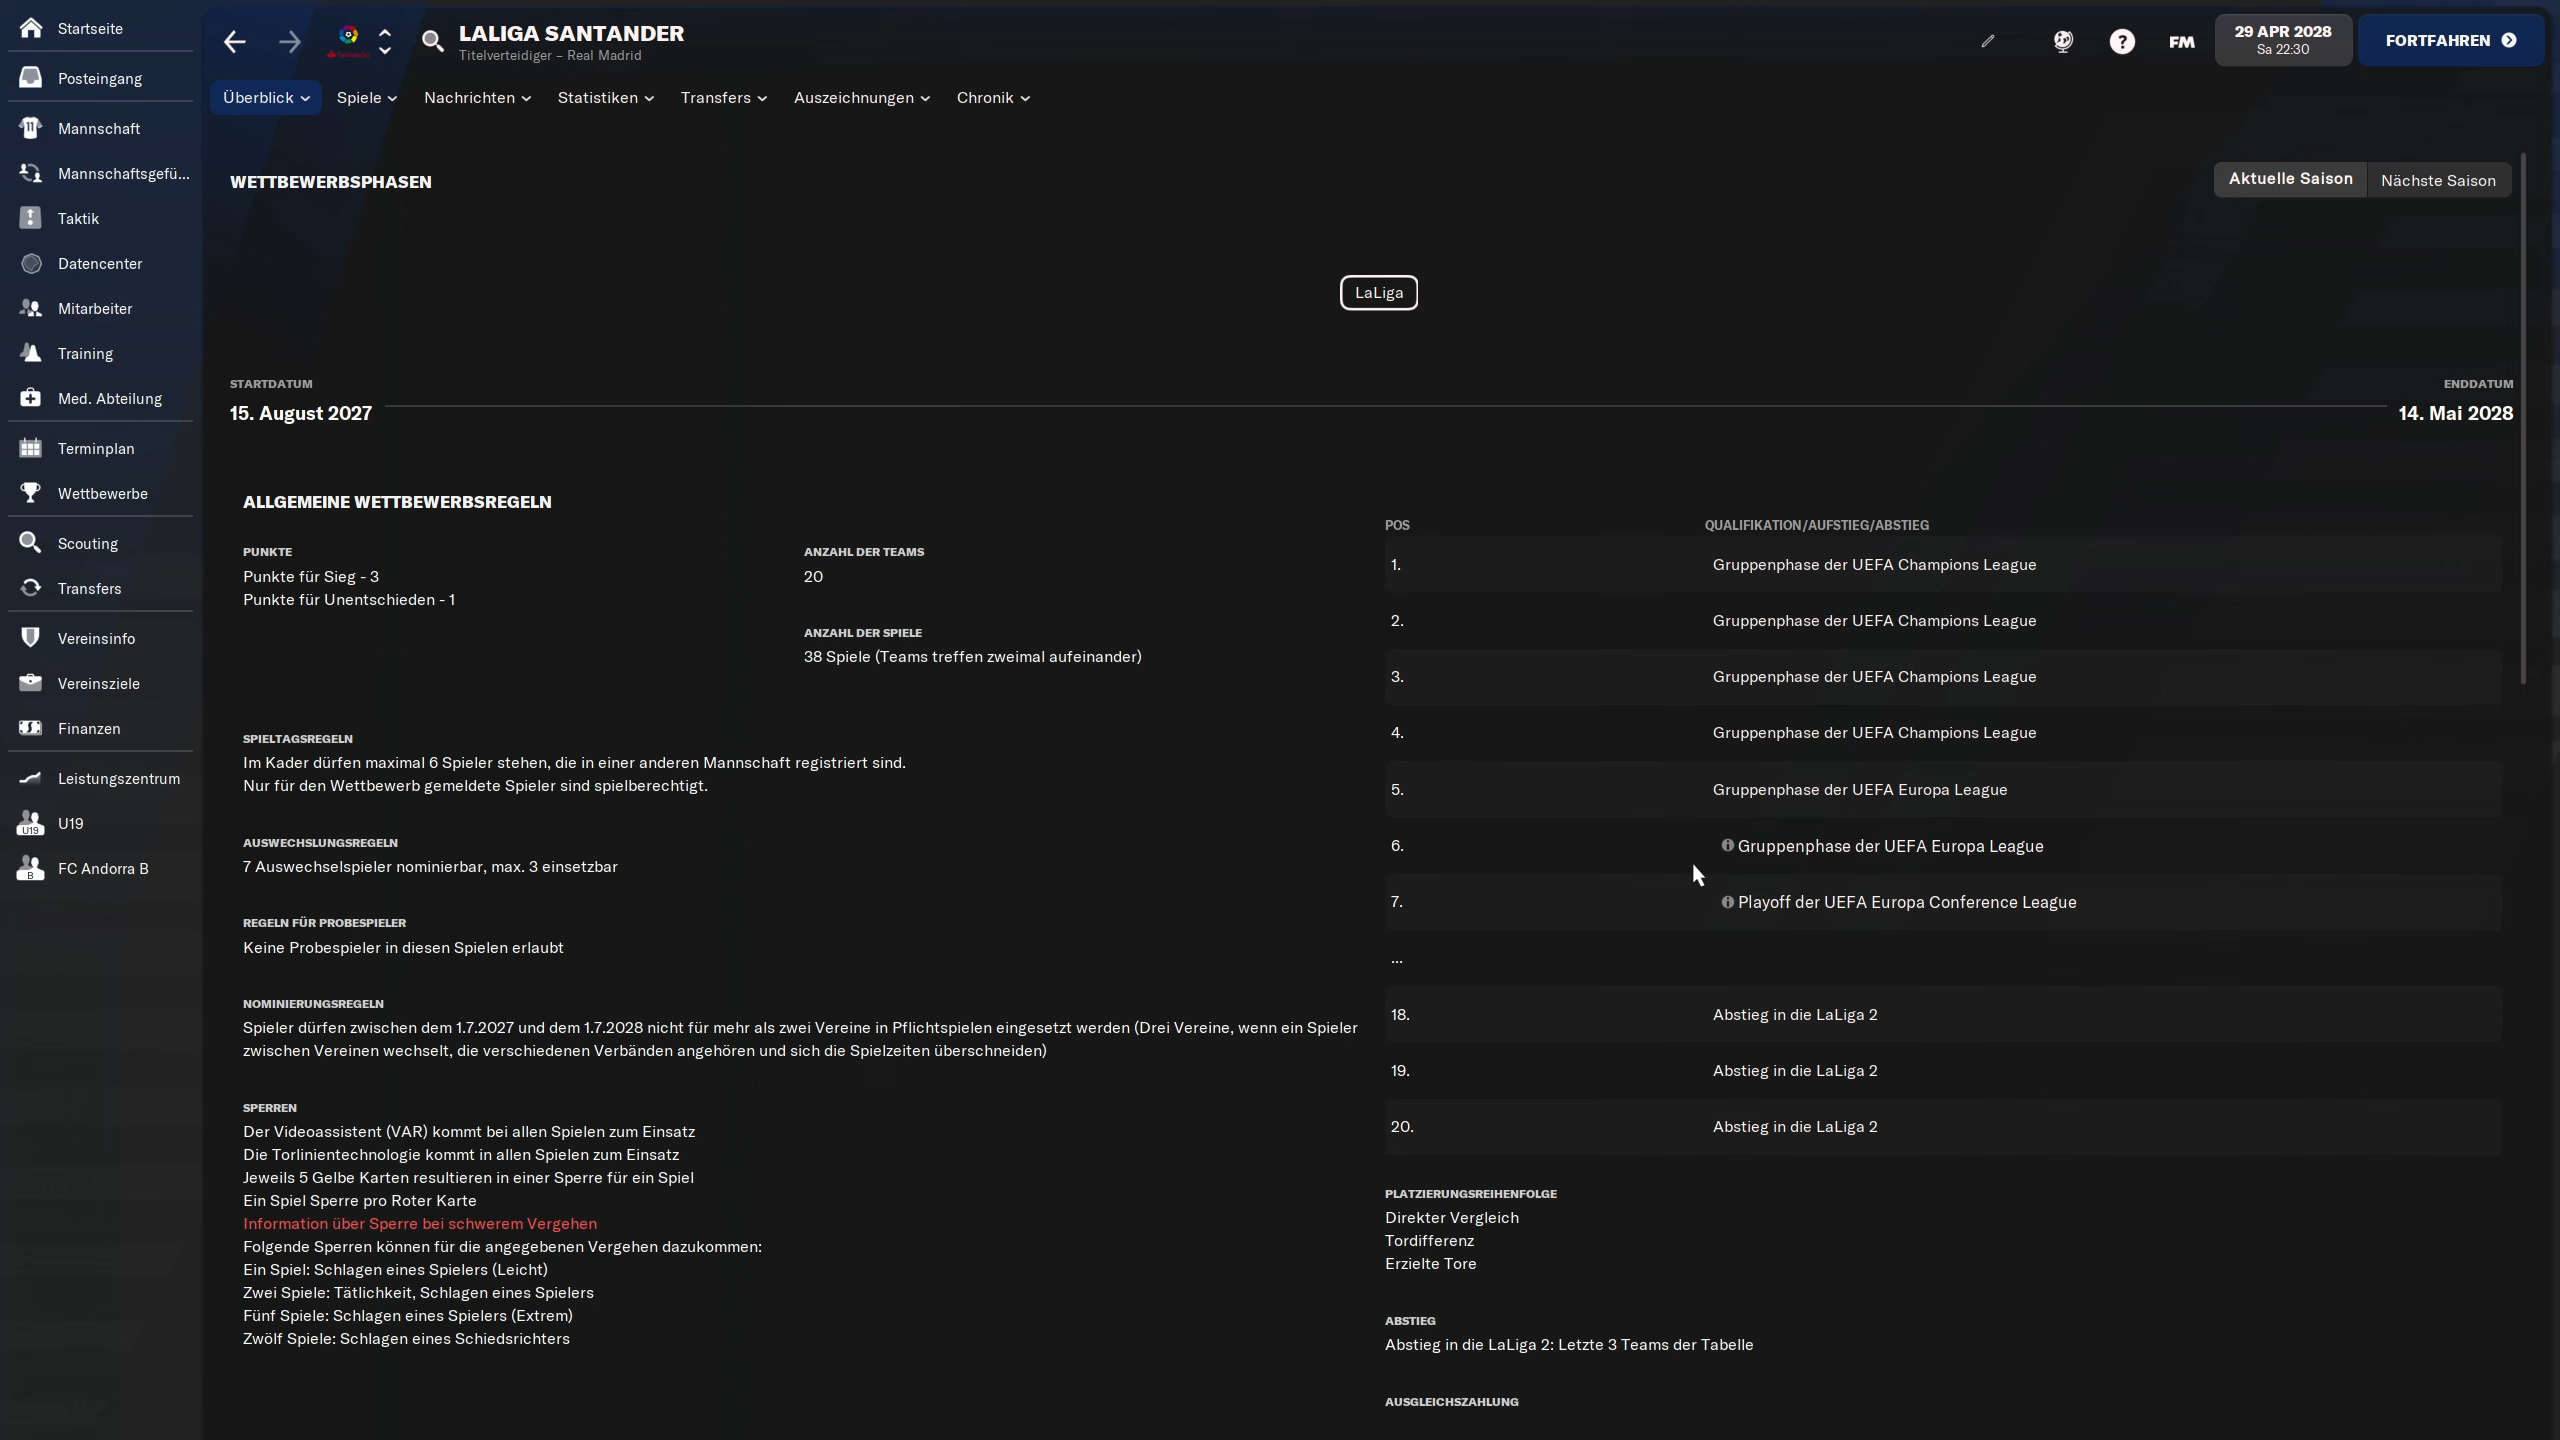 Startseite
Posteingang
Mannschaft
Mannschaftsgefü...
Taktik
Datencenter
Mitarbeiter
Training
Med. Abteilung
Terminplan
Wettbewerbe
Scouting
Transfers
Vereinsinfo
Vereinsziele
Finanzen
Leistungszentrum
U19
U19
B
FC Andorra B
LALIGA SANTANDER
Titelverteidiger – Real Madrid
FM
29 APR 2028
Sa 22:30
FORTFAHREN
Überblick
Spiele
Nachrichten
Statistiken
Transfers
Auszeichnungen
Chronik
WETTBEWERBSPHASEN
Aktuelle Saison
Nächste Saison
LaLiga
STARTDATUM
15. August 2027
ENDDATUM
14. Mai 2028
ALLGEMEINE WETTBEWERBSREGELN
PUNKTE
Punkte für Sieg - 3
Punkte für Unentschieden - 1
ANZAHL DER TEAMS
20
ANZAHL DER SPIELE
38 Spiele (Teams treffen zweimal aufeinander)
SPIELTAGSREGELN
Im Kader dürfen maximal 6 Spieler stehen, die in einer anderen Mannschaft registriert sind.
Nur für den Wettbewerb gemeldete Spieler sind spielberechtigt.
AUSWECHSLUNGSREGELN
7 Auswechselspieler nominierbar, max. 3 einsetzbar
REGELN FÜR PROBESPIELER
Keine Probespieler in diesen Spielen erlaubt
NOMINIERUNGSREGELN
Spieler dürfen zwischen dem 1.7.2027 und dem 1.7.2028 nicht für mehr als zwei Vereine in Pflichtspielen eingesetzt werden (Drei Vereine, wenn ein Spieler
zwischen Vereinen wechselt, die verschiedenen Verbänden angehören und sich die Spielzeiten überschneiden)
SPERREN
Der Videoassistent (VAR) kommt bei allen Spielen zum Einsatz
Die Torlinientechnologie kommt in allen Spielen zum Einsatz
Jeweils 5 Gelbe Karten resultieren in einer Sperre für ein Spiel
Ein Spiel Sperre pro Roter Karte
Information über Sperre bei schwerem Vergehen
Folgende Sperren können für die angegebenen Vergehen dazukommen:
Ein Spiel: Schlagen eines Spielers (Leicht)
Zwei Spiele: Tätlichkeit, Schlagen eines Spielers
Fünf Spiele: Schlagen eines Spielers (Extrem)
Zwölf Spiele: Schlagen eines Schiedsrichters
POS QUALIFIKATION/AUFSTIEG/ABSTIEG
1. Gruppenphase der UEFA Champions League
2. Gruppenphase der UEFA Champions League
3. Gruppenphase der UEFA Champions League
4. Gruppenphase der UEFA Champions League
5. Gruppenphase der UEFA Europa League
6. Gruppenphase der UEFA Europa League
7. Playoff der UEFA Europa Conference League
...
18. Abstieg in die LaLiga 2
19. Abstieg in die LaLiga 2
20. Abstieg in die LaLiga 2
PLATZIERUNGSREIHENFOLGE
Direkter Vergleich
Tordifferenz
Erzielte Tore
ABSTIEG
Abstieg in die LaLiga 2: Letzte 3 Teams der Tabelle
AUSGLEICHSZAHLUNG